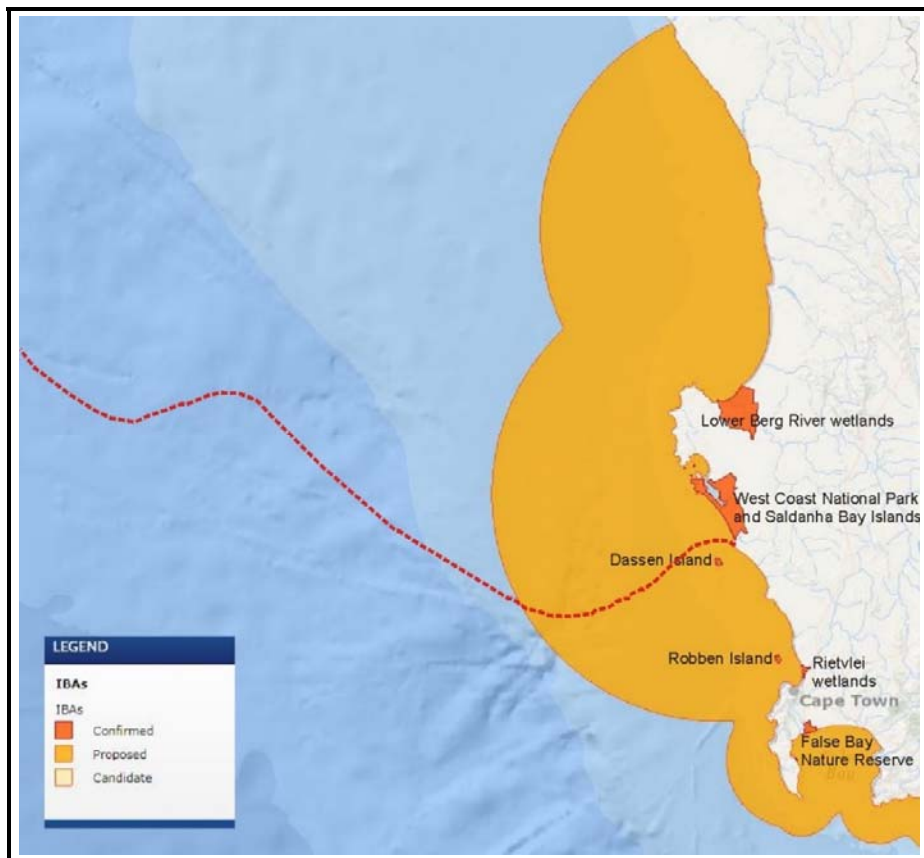 Lower Berg River wetlands
West Coast National Park
and Saldanha Bay Islands
Dassen Island
Robben Island
Rietvlei
wetlands
Cape Town
False Bay
Nature Reserve
Bay
LEGEND
IBAs
IBAs
Confirmed
Proposed
Candidate